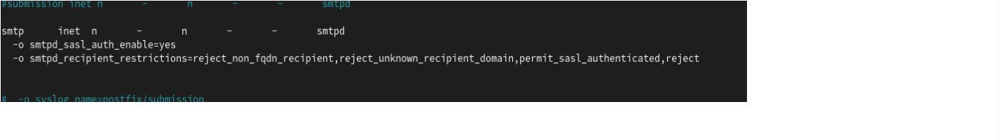 #submission inet n       -       n       -       -       smtpd
smtp      inet  n       -       n       -       -       smtpd
  -o smtpd_sasl_auth_enable=yes
  -o smtpd_recipient_restrictions=reject_non_fqdn_recipient,reject_unknown_recipient_domain,permit_sasl_authenticated,reject
#  -o syslog_name=postfix/submission